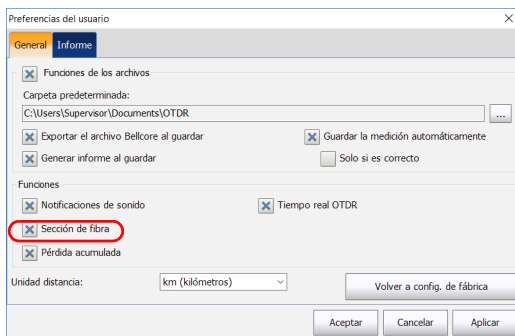 Preferencias del usuario
General Informe
Funciones de los archivos
Carpeta predeterminada:
C:\Users\Supervisor\Documents\OTDR ...
Exportar el archivo Bellcore al guardar Guardar la medición automáticamente
Generar informe al guardar Solo si es correcto
Funciones
Notificaciones de sonido Tiempo real OTDR
Sección de fibra
Pérdida acumulada
Unidad distancia: km (kilómetros) Volver a config. de fábrica
Aceptar Cancelar Aplicar